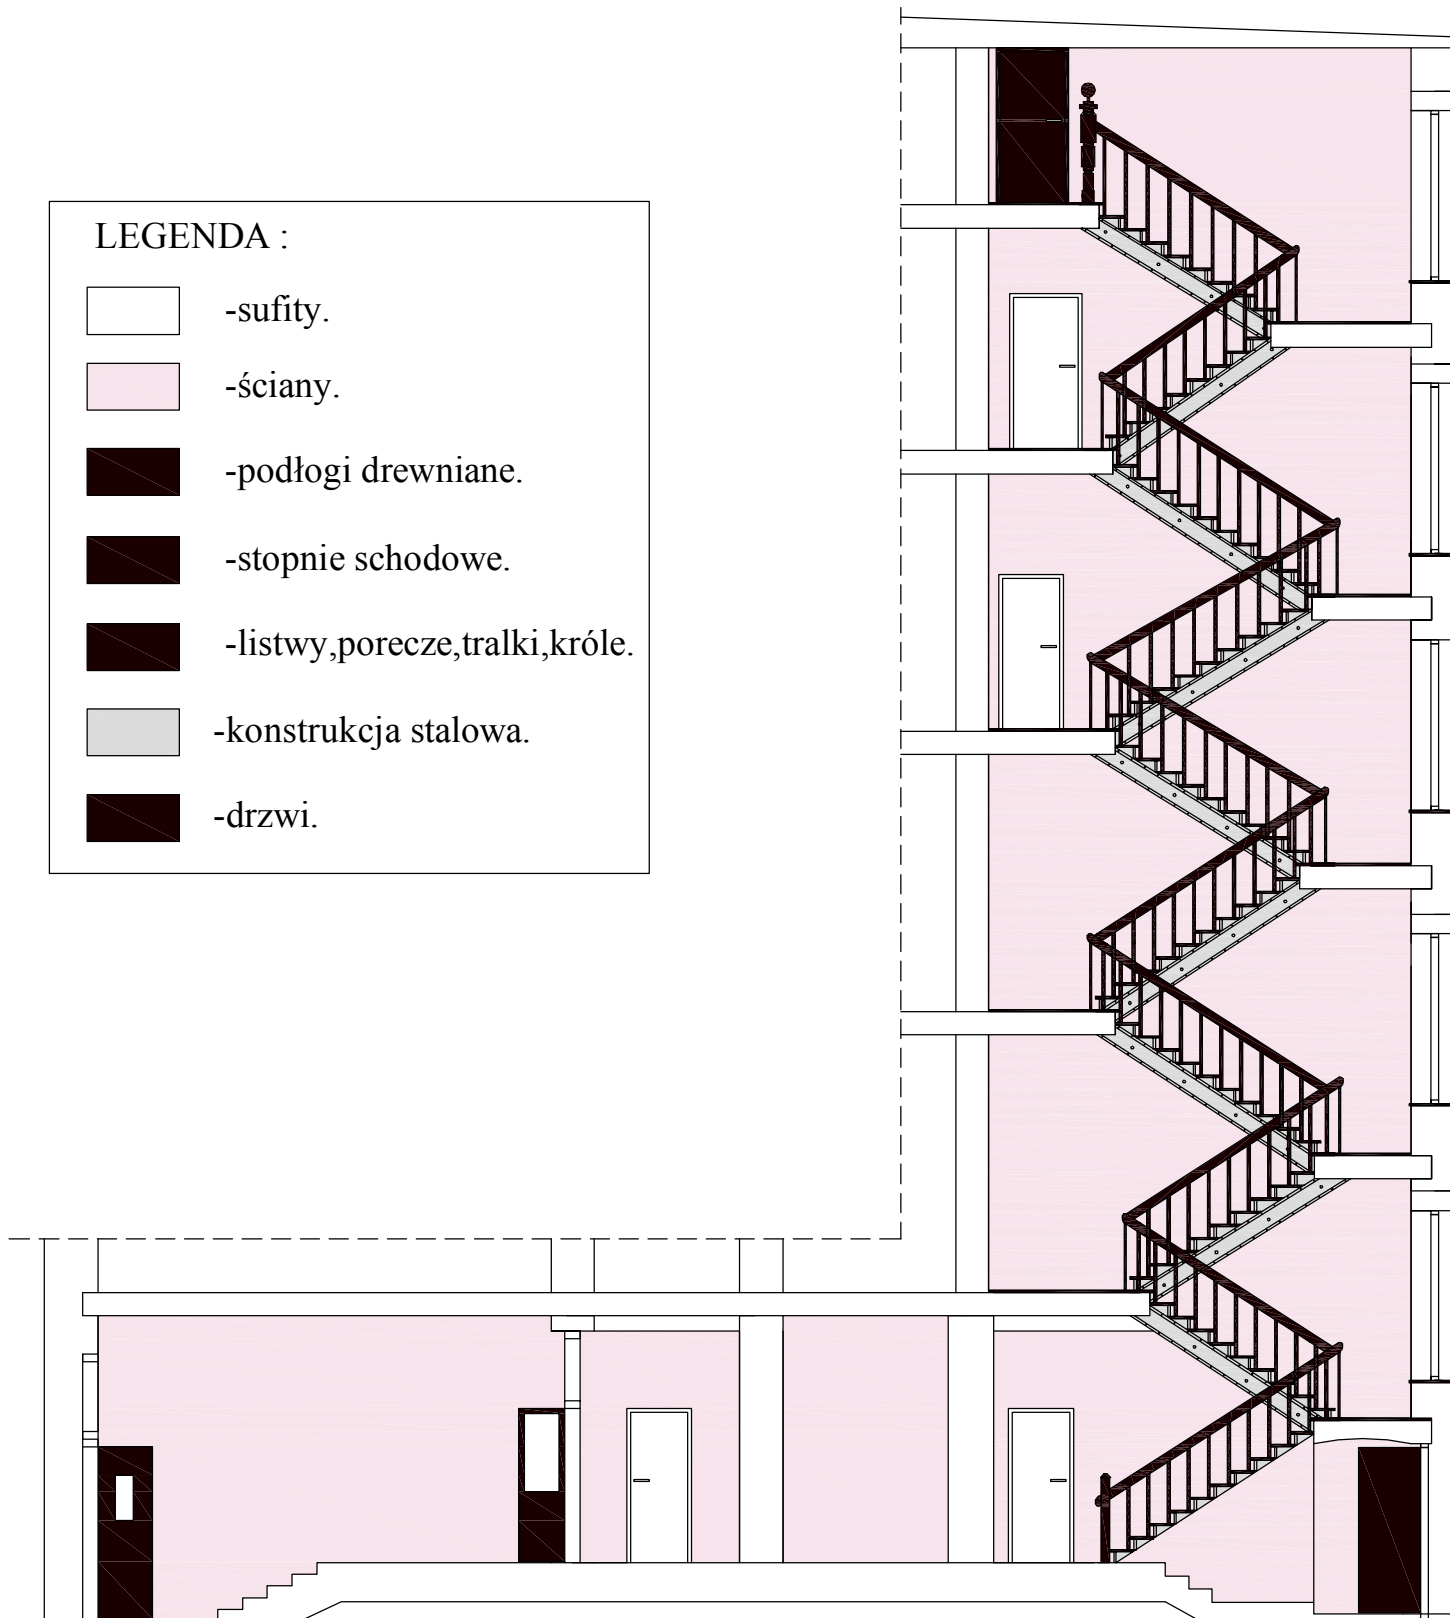 LEGENDA :
-sufity.
-ściany.
-podłogi drewniane.
-stopnie schodowe.
-listwy,porecze,tralki,króle.
-konstrukcja stalowa.
-drzwi.